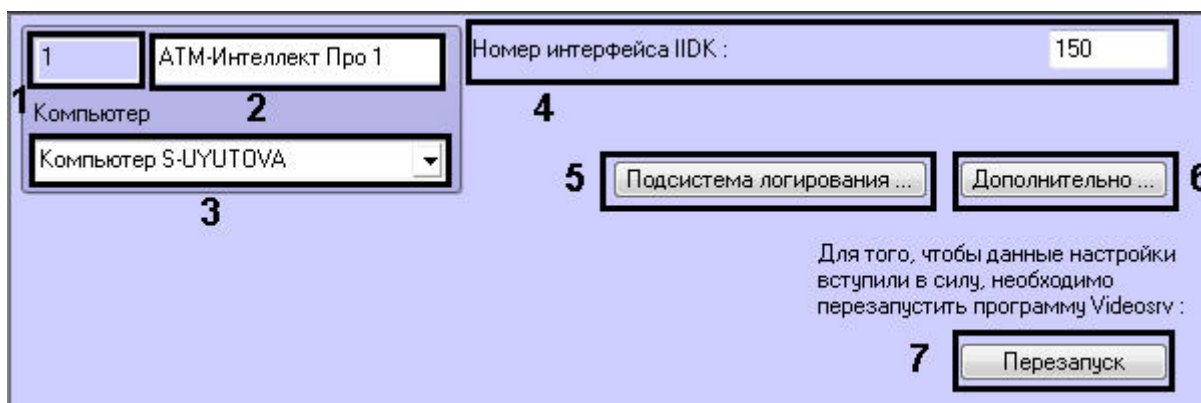 1
АТМ-Интеллект Про 1
1
2
Компьютер
Компьютер S-UYUTOVA
3
Номер интерфейса IIDK :
150
4
5
Подсистема логирования ...
Дополнительно ...
6
Для того, чтобы данные настройки
вступили в силу, необходимо
перезапустить программу Videosrv :
7
Перезапуск